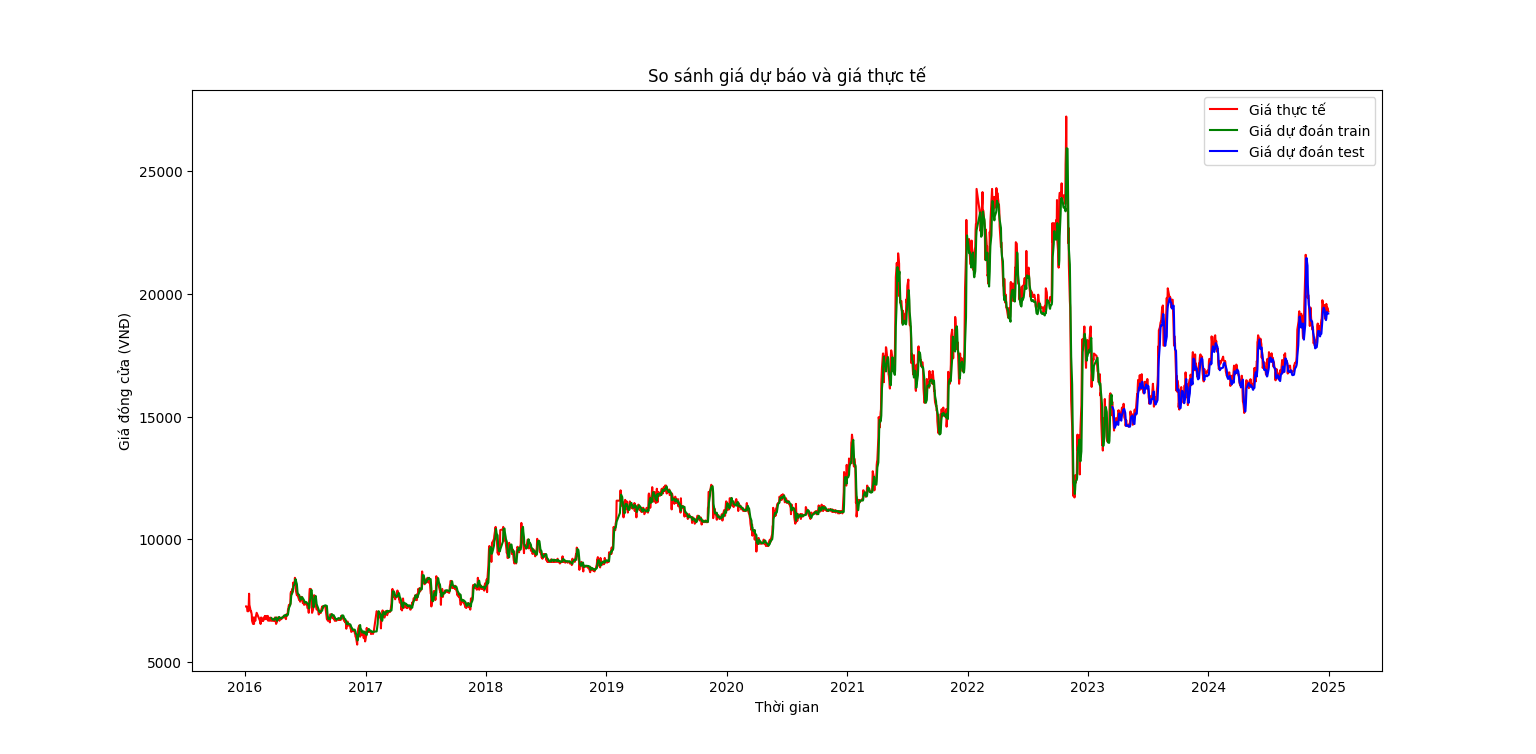 So sánh giá dự báo và giá thực tế
Giá thực tế
Giá dự đoán train
Giá dự đoán test
Giá đóng cửa (VNĐ)
25000
20000
15000
10000
5000
2016 2017 2018 2019 2020 2021 2022 2023 2024 2025
Thời gian